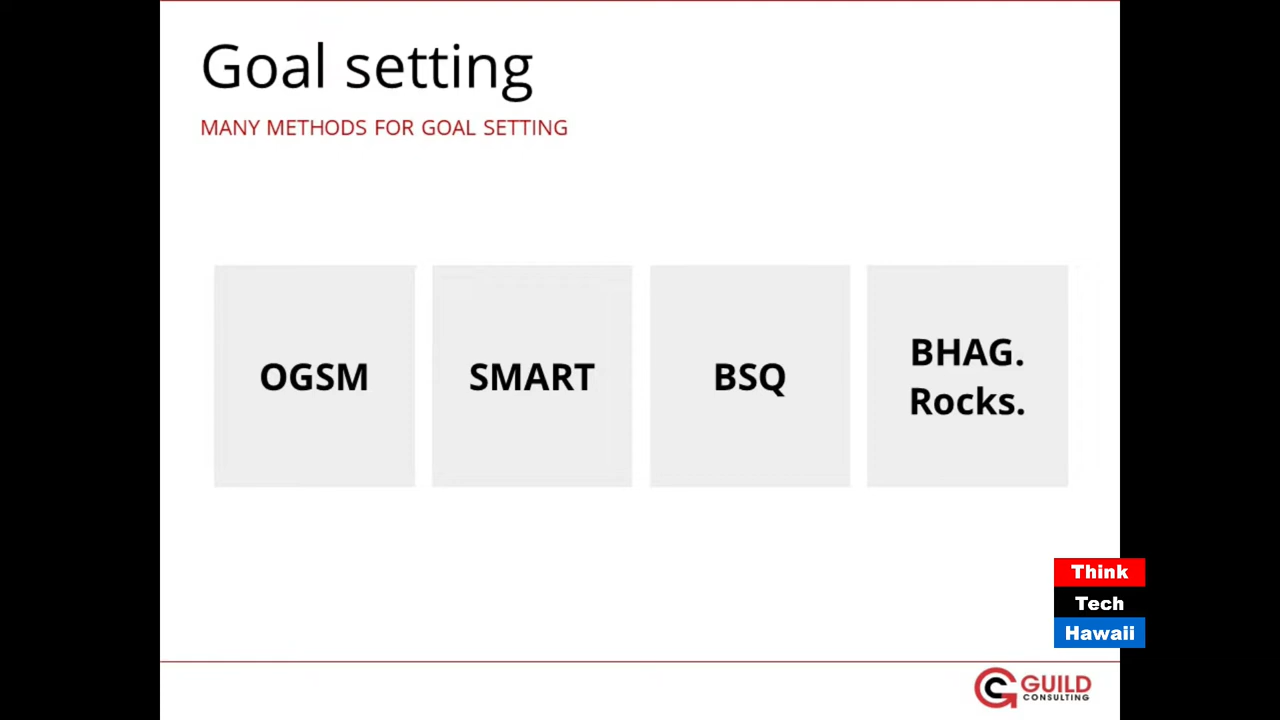 Goal setting
MANY METHODS FOR GOAL SETTING
OGSM
SMART
BSQ
BHAG.
Rocks.
Think
Tech
Hawaii
GUILD
CONSULTING